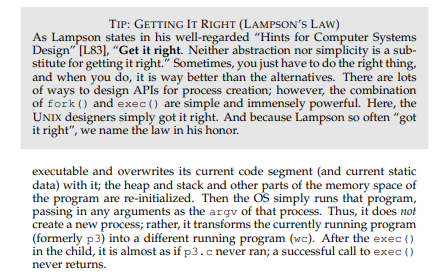 TIP: GETTING IT RIGHT (LAMPSON'S LAW)
As Lampson states in his well-regarded "Hints for Computer Systems
Design" [L83], "Get it right. Neither abstraction nor simplicity is a sub-
stitute for getting it right." Sometimes, you just have to do the right thing,
and when you do, it is way better than the alternatives. There are lots
of ways to design APIs for process creation; however, the combination
of fork() and exec() are simple and immensely powerful. Here, the
UNIX designers simply got it right. And because Lampson so often "got
it right", we name the law in his honor.
executable and overwrites its current code segment (and current static
data) with it; the heap and stack and other parts of the memory space of
the program are re-initialized. Then the OS simply runs that program,
passing in any arguments as the argv of that process. Thus, it does not
create a new process; rather, it transforms the currently running program
(formerly p3) into a different running program (wc). After the exec()
in the child, it is almost as if p3.c never ran; a successful call to exec()
never returns.